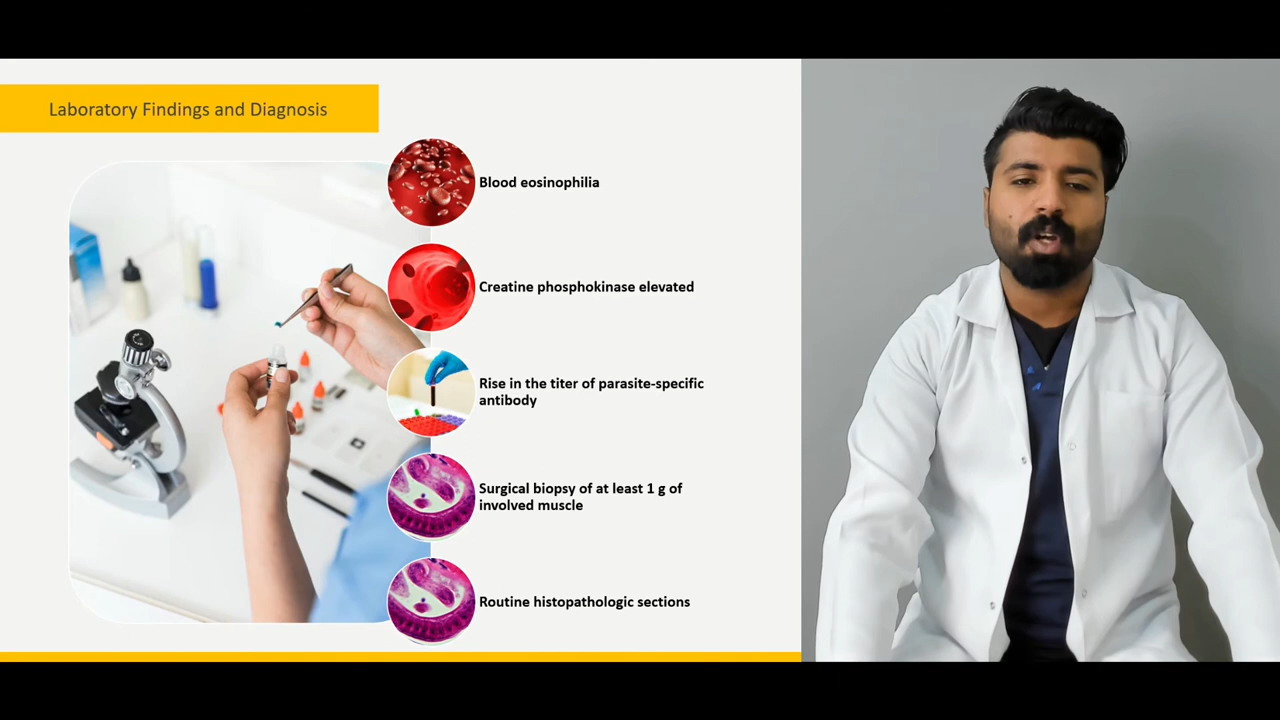 Laboratory Findings and Diagnosis
Blood eosinophilia
Creatine phosphokinase elevated
Rise in the titer of parasite-specific
antibody
Surgical biopsy of at least 1 g of
involved muscle
Routine histopathologic sections